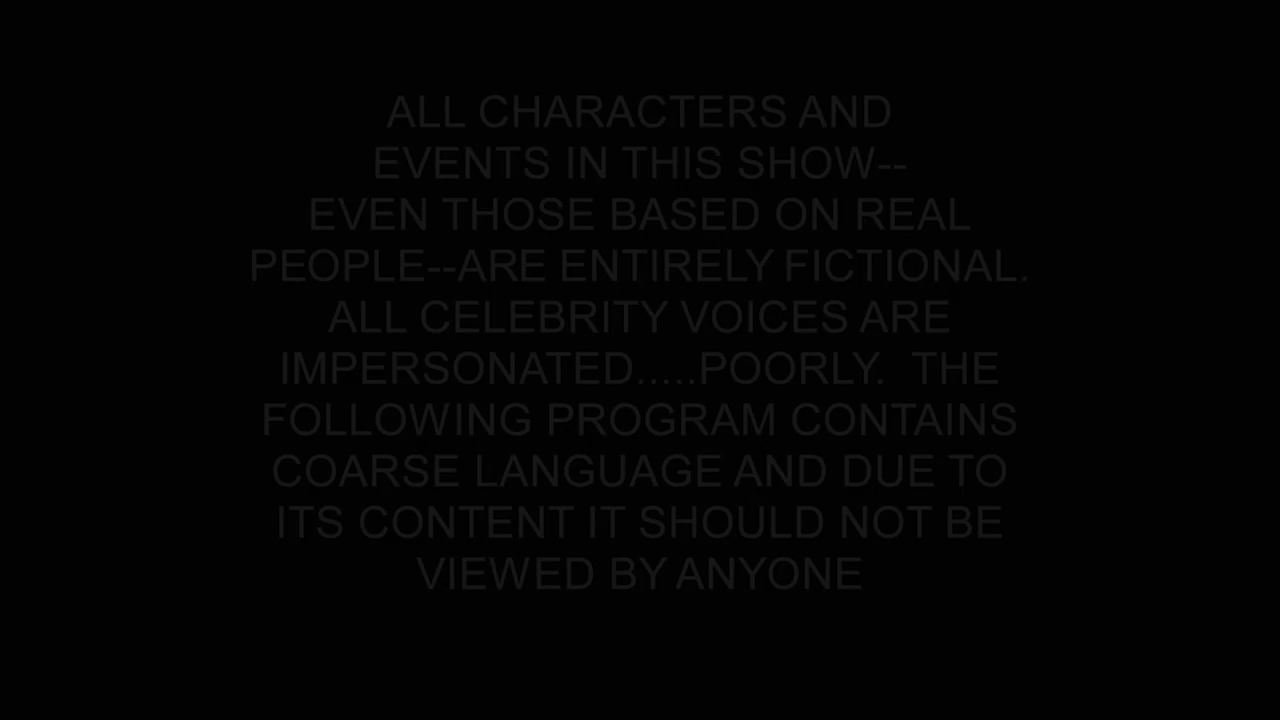 ALL CHARACTERS AND
EVENTS IN THIS SHOW--
EVEN THOSE BASED ON REAL
PEOPLE--ARE ENTIRELY FICTIONAL.
ALL CELEBRITY VOICES ARE
IMPERSONATED.....POORLY.  THE
FOLLOWING PROGRAM CONTAINS
COARSE LANGUAGE AND DUE TO
ITS CONTENT IT SHOULD NOT BE
VIEWED BY ANYONE